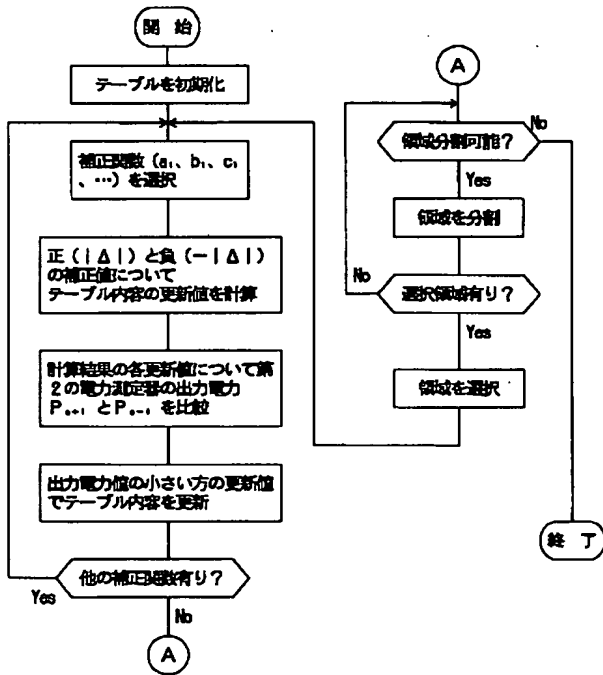 開 始
テーブルを初期化
補正関数（a₁、b₁、c₁
、…）を選択
正（｜Δ｜）と負（ー｜Δ｜）
の補正値について
テーブル内容の更新値を計算
計算結果の各更新値について第
2の電力測定器の出力電力
を比較
出力電力値の小さい方の更新値
でテーブル内容を更新
他の補正関数有り？
Yes
No
A
A
領域分割可能？
No
Yes
領域を分割
選択領域有り？
No
Yes
領域を選択
終 了